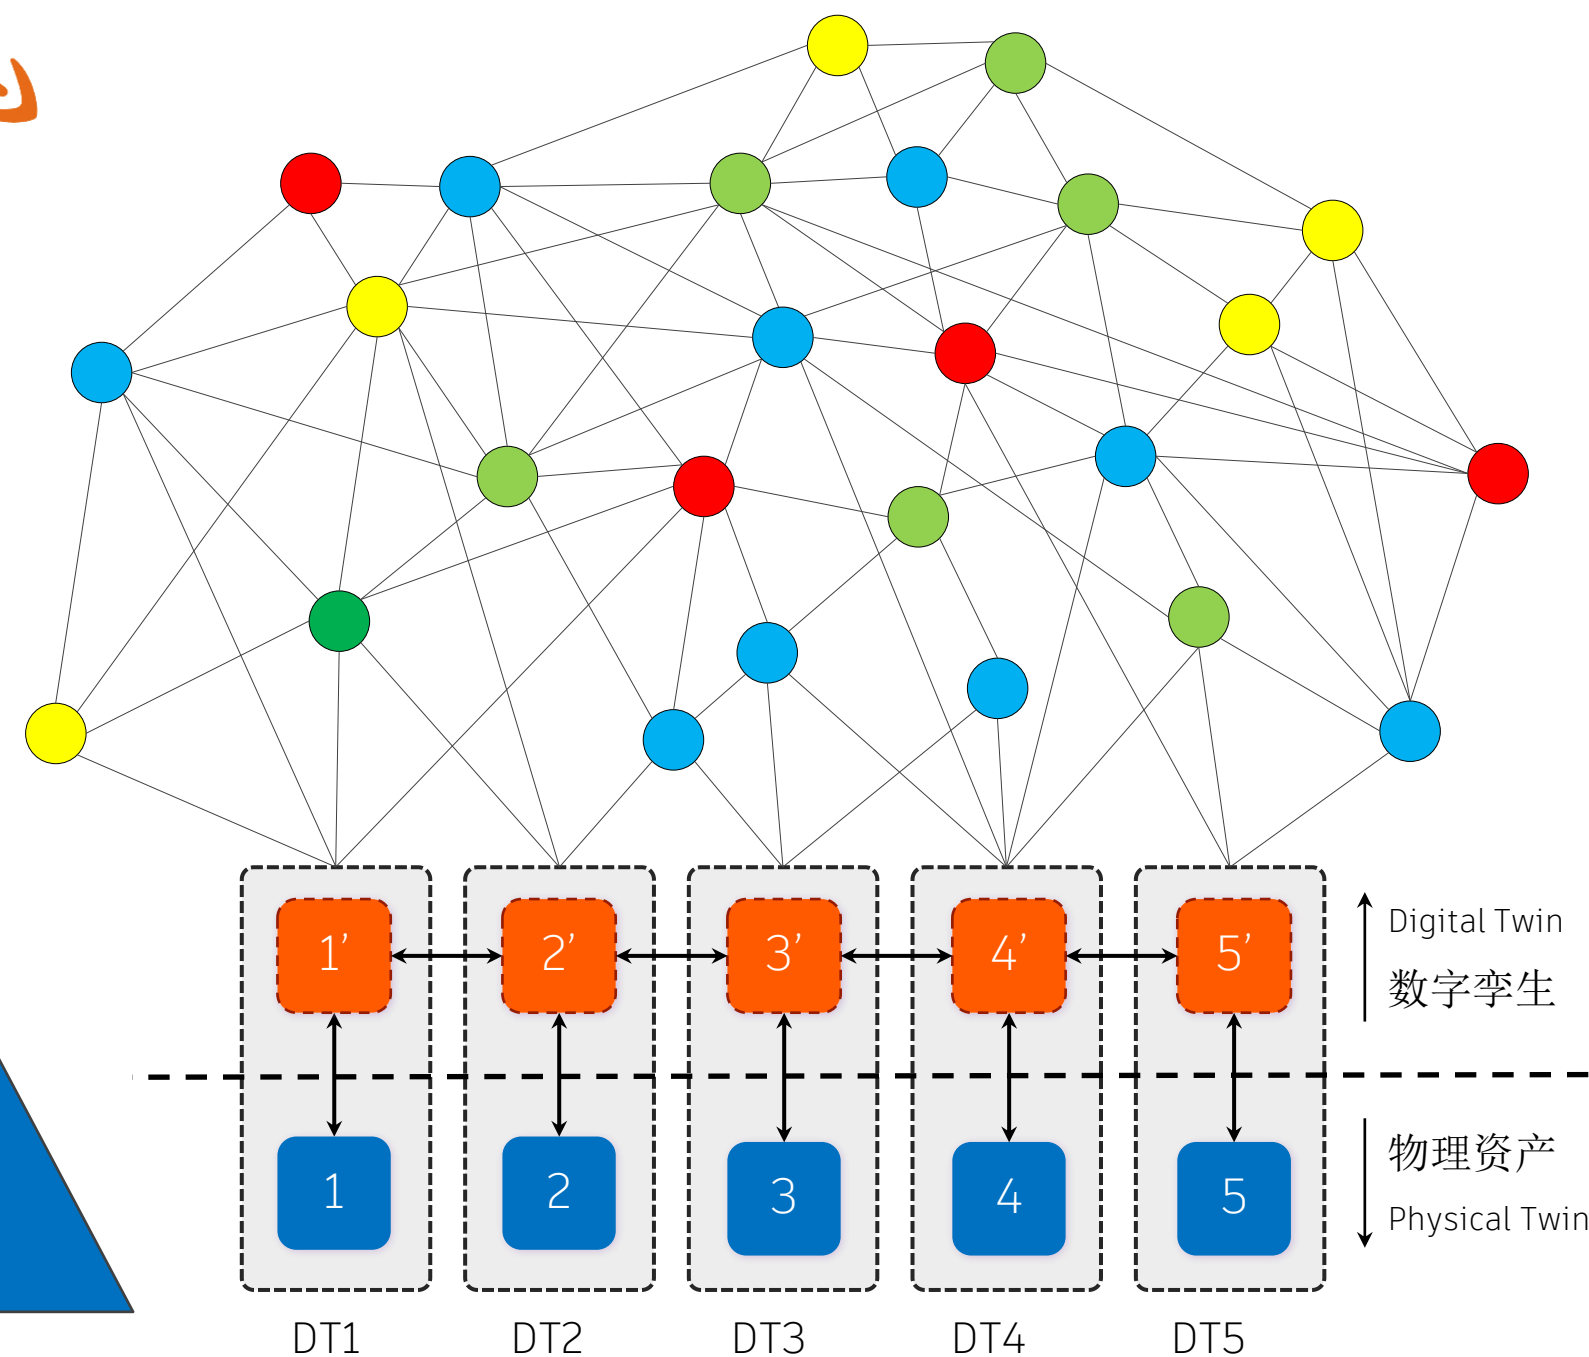 1’ 2’ 3’ 4’ 5’
Digital Twin
数字孪生
物理资产
Physical Twin
1 2 3 4 5
DT1 DT2 DT3 DT4 DT5